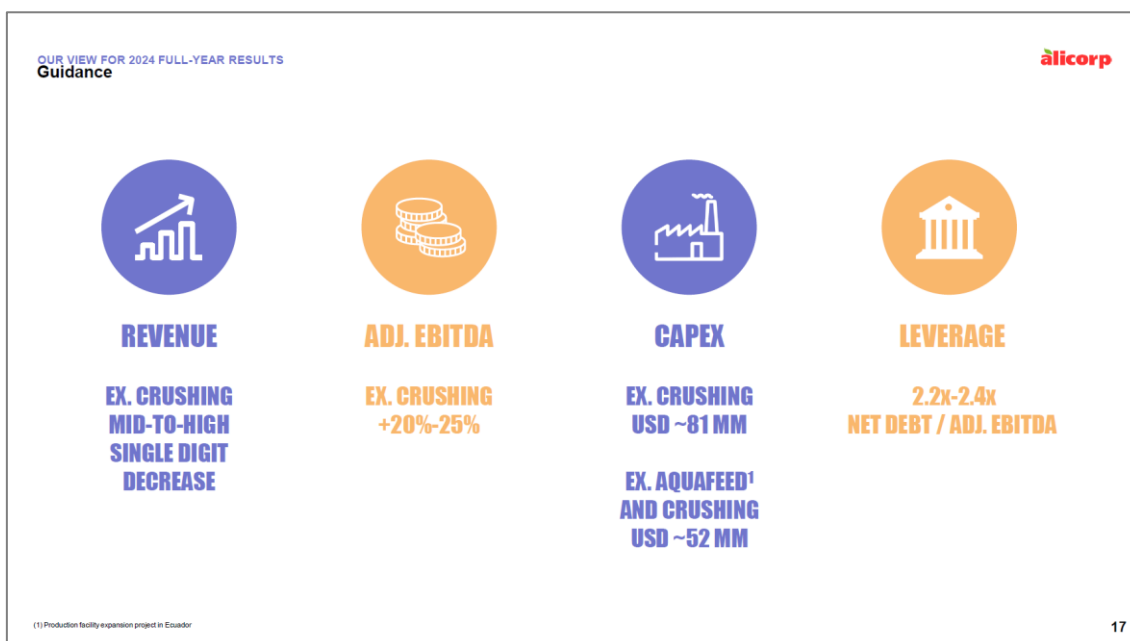 OUR VIEW FOR 2024 FULL-YEAR RESULTS
Guidance
alicorp
REVENUE
EX. CRUSHING
MID-TO-HIGH
SINGLE DIGIT
DECREASE
ADJ. EBITDA
EX. CRUSHING
+20%-25%
CAPEX
EX. CRUSHING
USD ~81 MM
EX. AQUAFEED¹
AND CRUSHING
USD ~52 MM
LEVERAGE
2.2x-2.4x
NET DEBT / ADJ. EBITDA
(1) Production facility expansion project in Ecuador
17